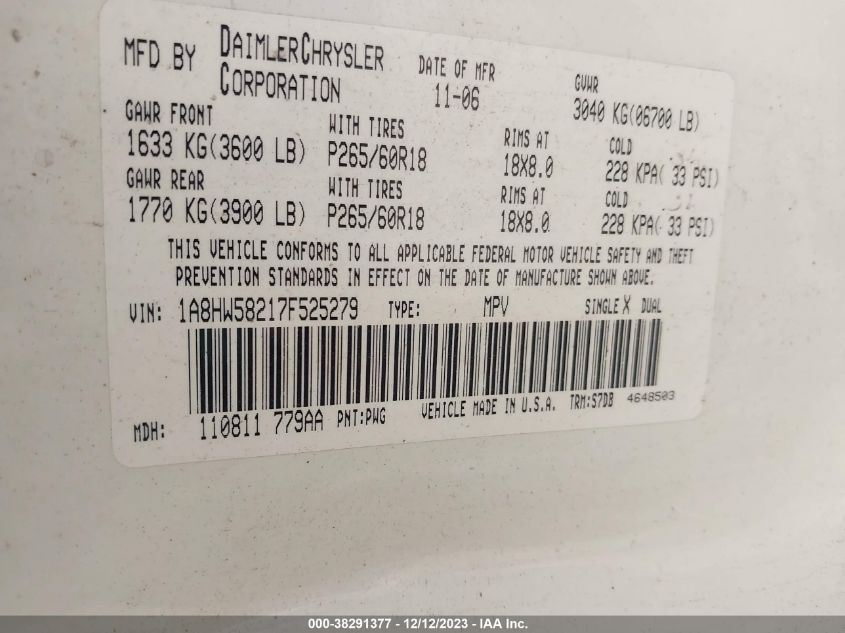 MFD BY DAIMLERCHRYSLER CORPORATION DATE OF MFR 11-06 GVWR 3040 KG(06700 LB)
GAWR FRONT WITH TIRES RIMS AT COLD
1633 KG(3600 LB) P265/60R18 18X8.0 228 KPA( 33 PSI)
GAWR REAR WITH TIRES RIMS AT COLD
1770 KG(3900 LB) P265/60R18 18X8.0 228 KPA( 33 PSI)
THIS VEHICLE CONFORMS TO ALL APPLICABLE FEDERAL MOTOR VEHICLE SAFETY AND THEFT
PREVENTION STANDARDS IN EFFECT ON THE DATE OF MANUFACTURE SHOWN ABOVE.
VIN: 1A8HW58217F525279 TYPE: MPV SINGLE X DUAL
MDH: 110811 779AA PNT:PWG VEHICLE MADE IN U.S.A. TRM:S7DB 4648503
000-38291377 - 12/12/2023 - IAA Inc.